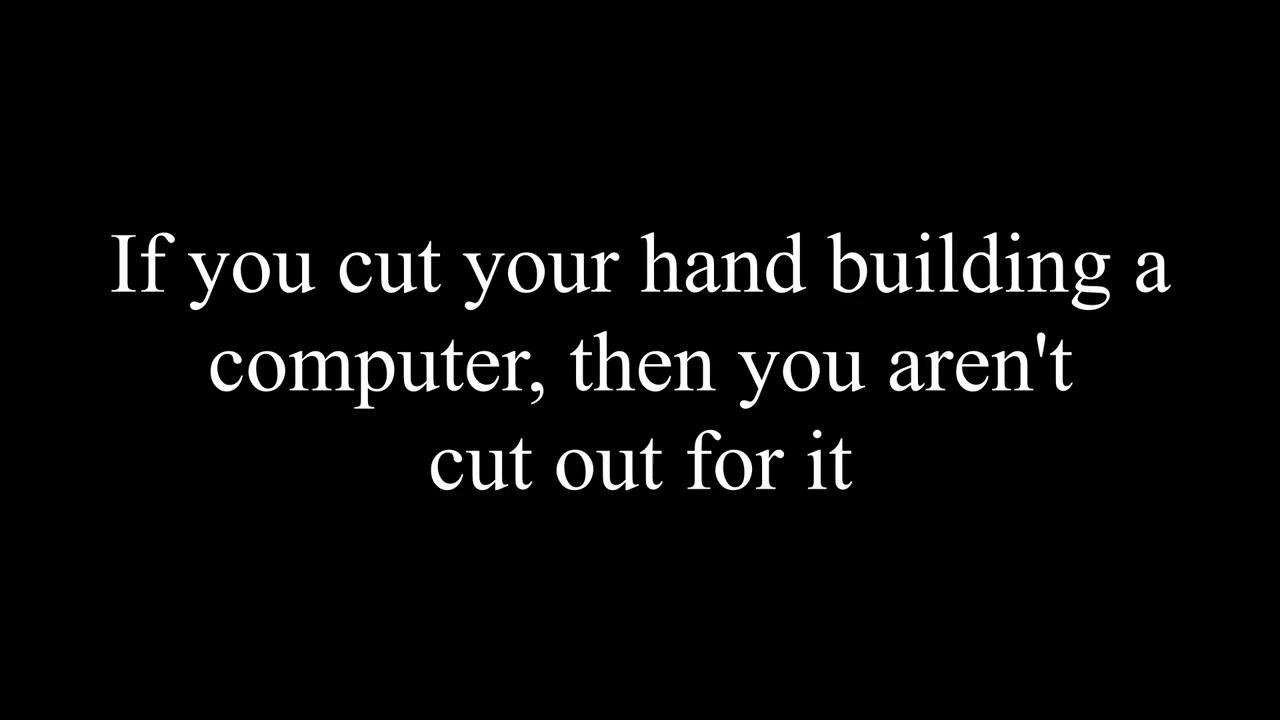 If you cut your hand building a
computer, then you aren't
cut out for it